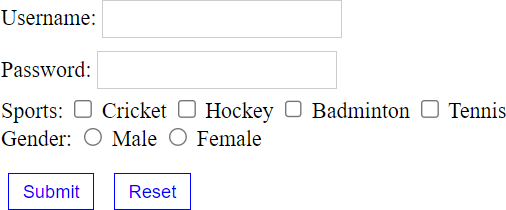 Username:
Password:
Sports: Cricket Hockey Badminton Tennis
Gender: Male Female
Submit Reset